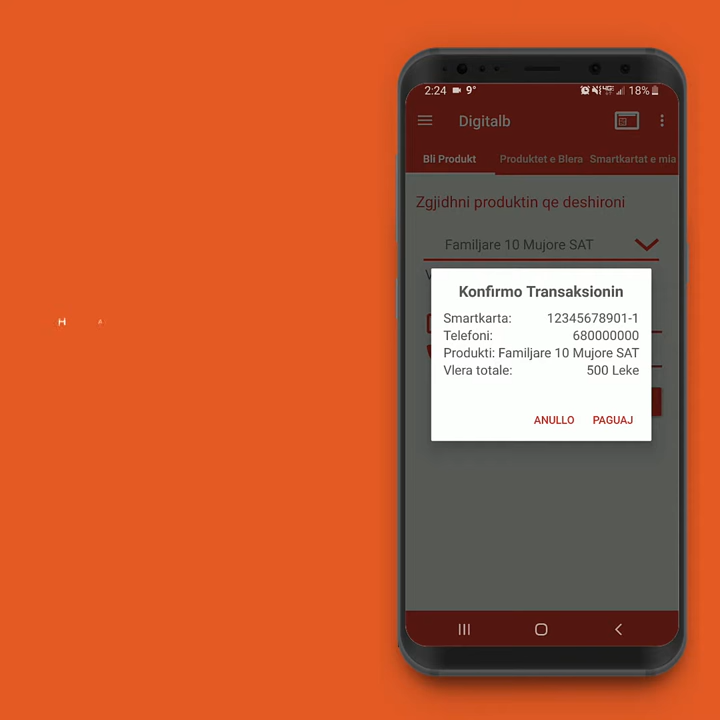 2:24 9° 18%
Digitalb
Bli Produkt Produktet e Blera Smartkartat e mia
Zgjidhni produktin qe deshironi
Familjare 10 Mujore SAT
V
Konfirmo Transaksionin
Smartkarta: 12345678901-1
Telefoni: 680000000
Produkti: Familjare 10 Mujore SAT
Vlera totale: 500 Leke
ANULLO PAGUAJ
H